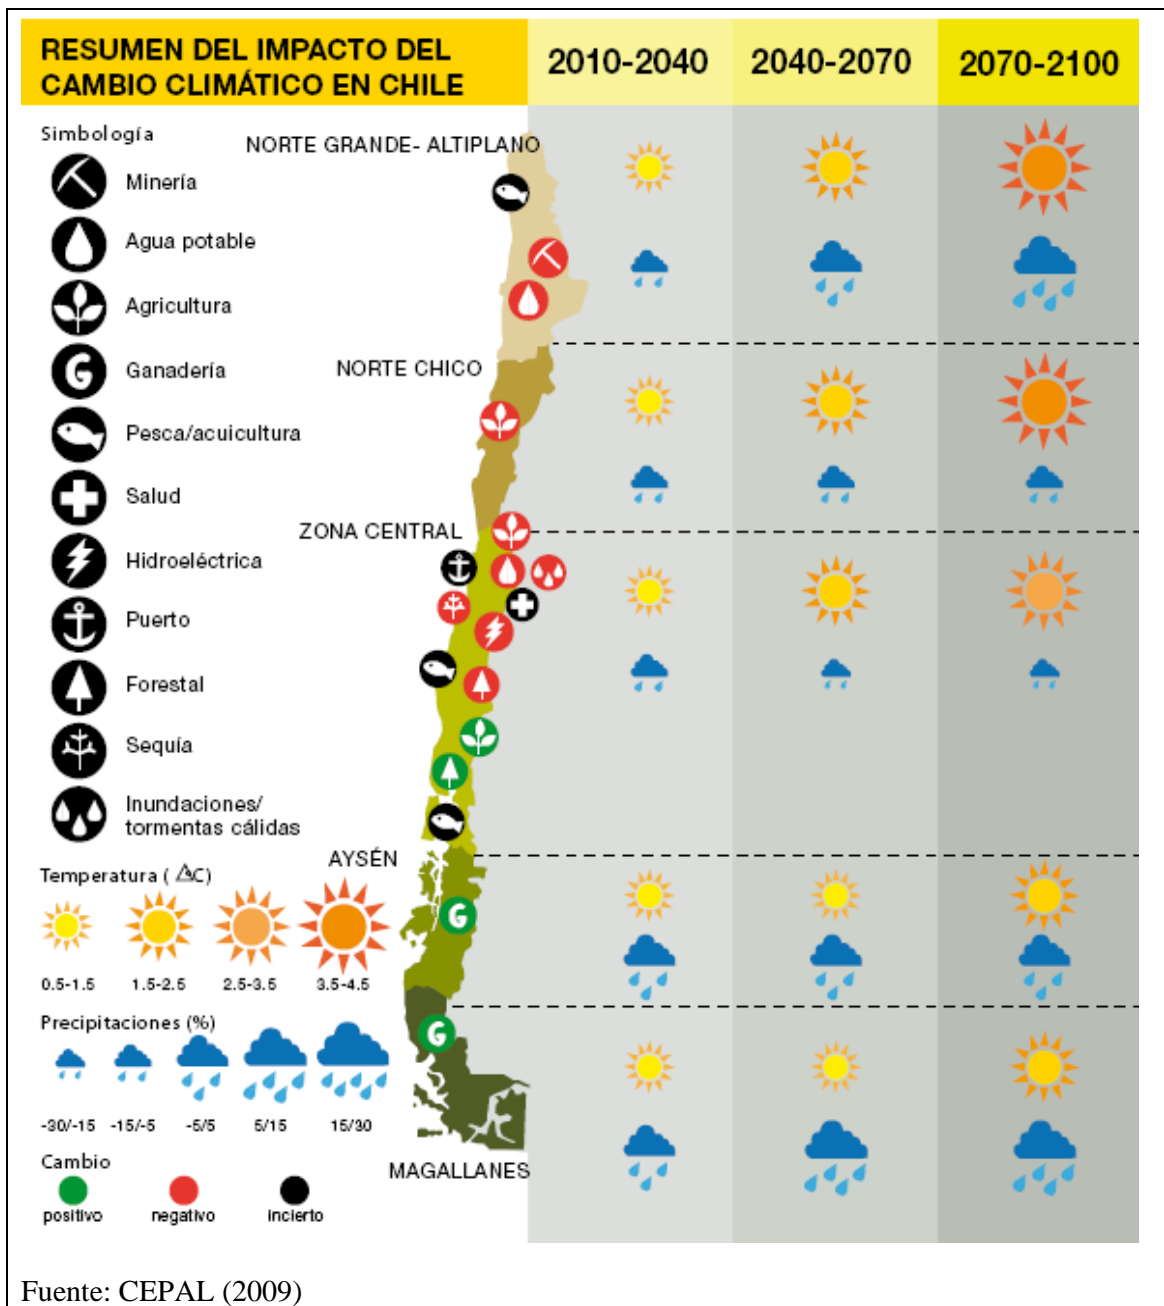 RESUMEN DEL IMPACTO DEL
CAMBIO CLIMÁTICO EN CHILE
2010-2040
2040-2070
2070-2100
Simbología
Minería
Agua potable
Agricultura
Ganadería
Pesca/acuicultura
Salud
Hidroeléctrica
Puerto
Forestal
Sequía
Inundaciones/
tormentas cálidas
NORTE GRANDE- ALTIPLANO
NORTE CHICO
ZONA CENTRAL
AYSÉN
MAGALLANES
G
G
G
Temperatura ( ΔC)
0.5-1.5 1.5-2.5 2.5-3.5 3.5-4.5
Precipitaciones (%)
-30/-15 -15/-5 -5/5 5/15 15/30
Cambio
positivo negativo incierto
Fuente: CEPAL (2009)